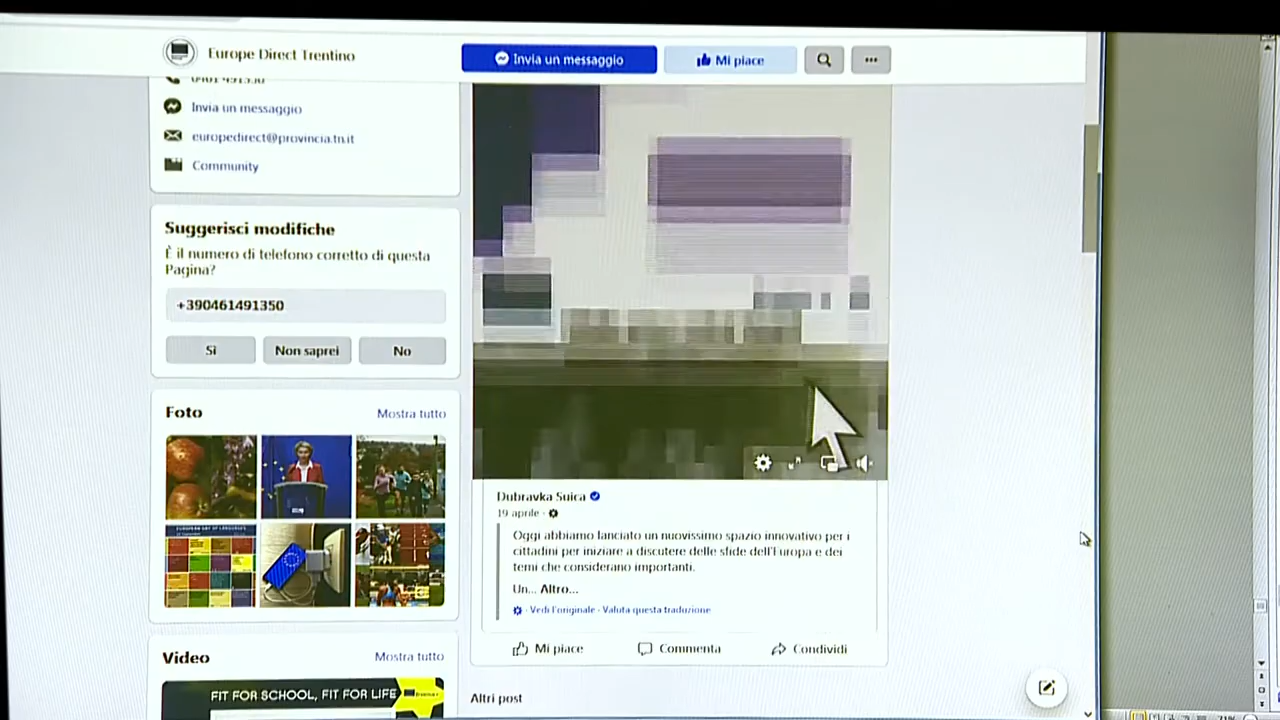 Europe Direct Trentino
Invia un messaggio
Mi piace
Invia un messaggio
europedirect@provincia.tn.it
Community
Suggerisci modifiche
È il numero di telefono corretto di questa
Pagina?
+390461491350
Sì
Non saprei
No
Foto
Mostra tutto
Video
Mostra tutto
FIT FOR SCHOOL, FIT FOR LIFE
Dubravka Suica
19 aprile ·
Oggi abbiamo lanciato un nuovissimo spazio innovativo per i
cittadini per iniziare a discutere delle sfide dell'Europa e dei
temi che considerano importanti.
Un... Altro...
· Vedi l'originale · Valuta questa traduzione
Mi piace
Commenta
Condividi
Altri post